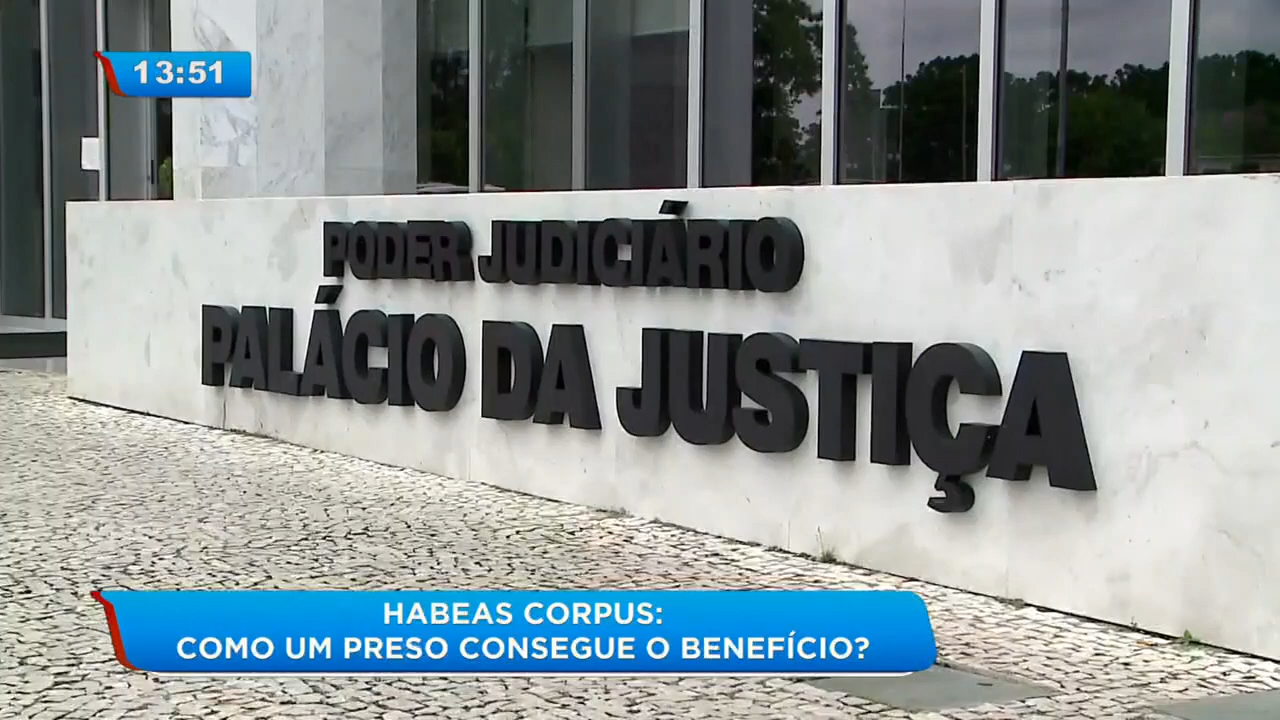 13:51
PODER JUDICIÁRIO
PALÁCIO DA JUSTIÇA
HABEAS CORPUS:
COMO UM PRESO CONSEGUE O BENEFÍCIO?